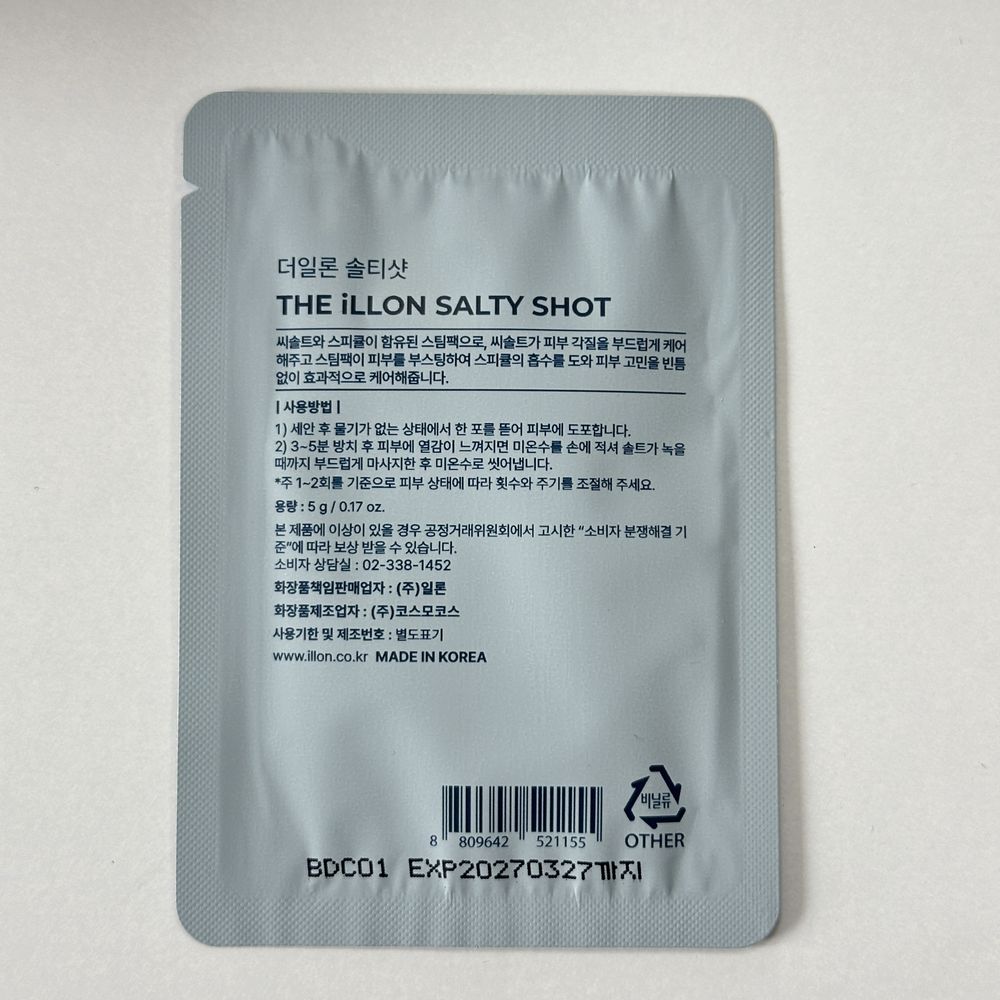 더일론 솔티샷
THE iLLON SALTY SHOT
씨솔트와 스피큘이 함유된 스팀팩으로, 씨솔트가 피부 각질을 부드럽게 케어
해주고 스팀팩이 피부를 부스팅하여 스피큘의 흡수를 도와 피부 고민을 빈틈
없이 효과적으로 케어해줍니다.
| 사용방법 |
1) 세안 후 물기가 없는 상태에서 한 포를 뜯어 피부에 도포합니다.
2) 3~5분 방치 후 피부에 열감이 느껴지면 미온수를 손에 적셔 솔트가 녹을
때까지 부드럽게 마사지한 후 미온수로 씻어냅니다.
*주 1~2회를 기준으로 피부 상태에 따라 횟수와 주기를 조절해 주세요.
용량 : 5 g / 0.17 oz.
본 제품에 이상이 있을 경우 공정거래위원회에서 고시한 “소비자 분쟁해결 기
준”에 따라 보상 받을 수 있습니다.
소비자 상담실 : 02-338-1452
화장품책임판매업자 : (주)일론
화장품제조업자 : (주)코스모코스
사용기한 및 제조번호 : 별도표기
www.illon.co.kr MADE IN KOREA
비닐류
OTHER
8 809642 521155
BDC01 EXP20270327까지